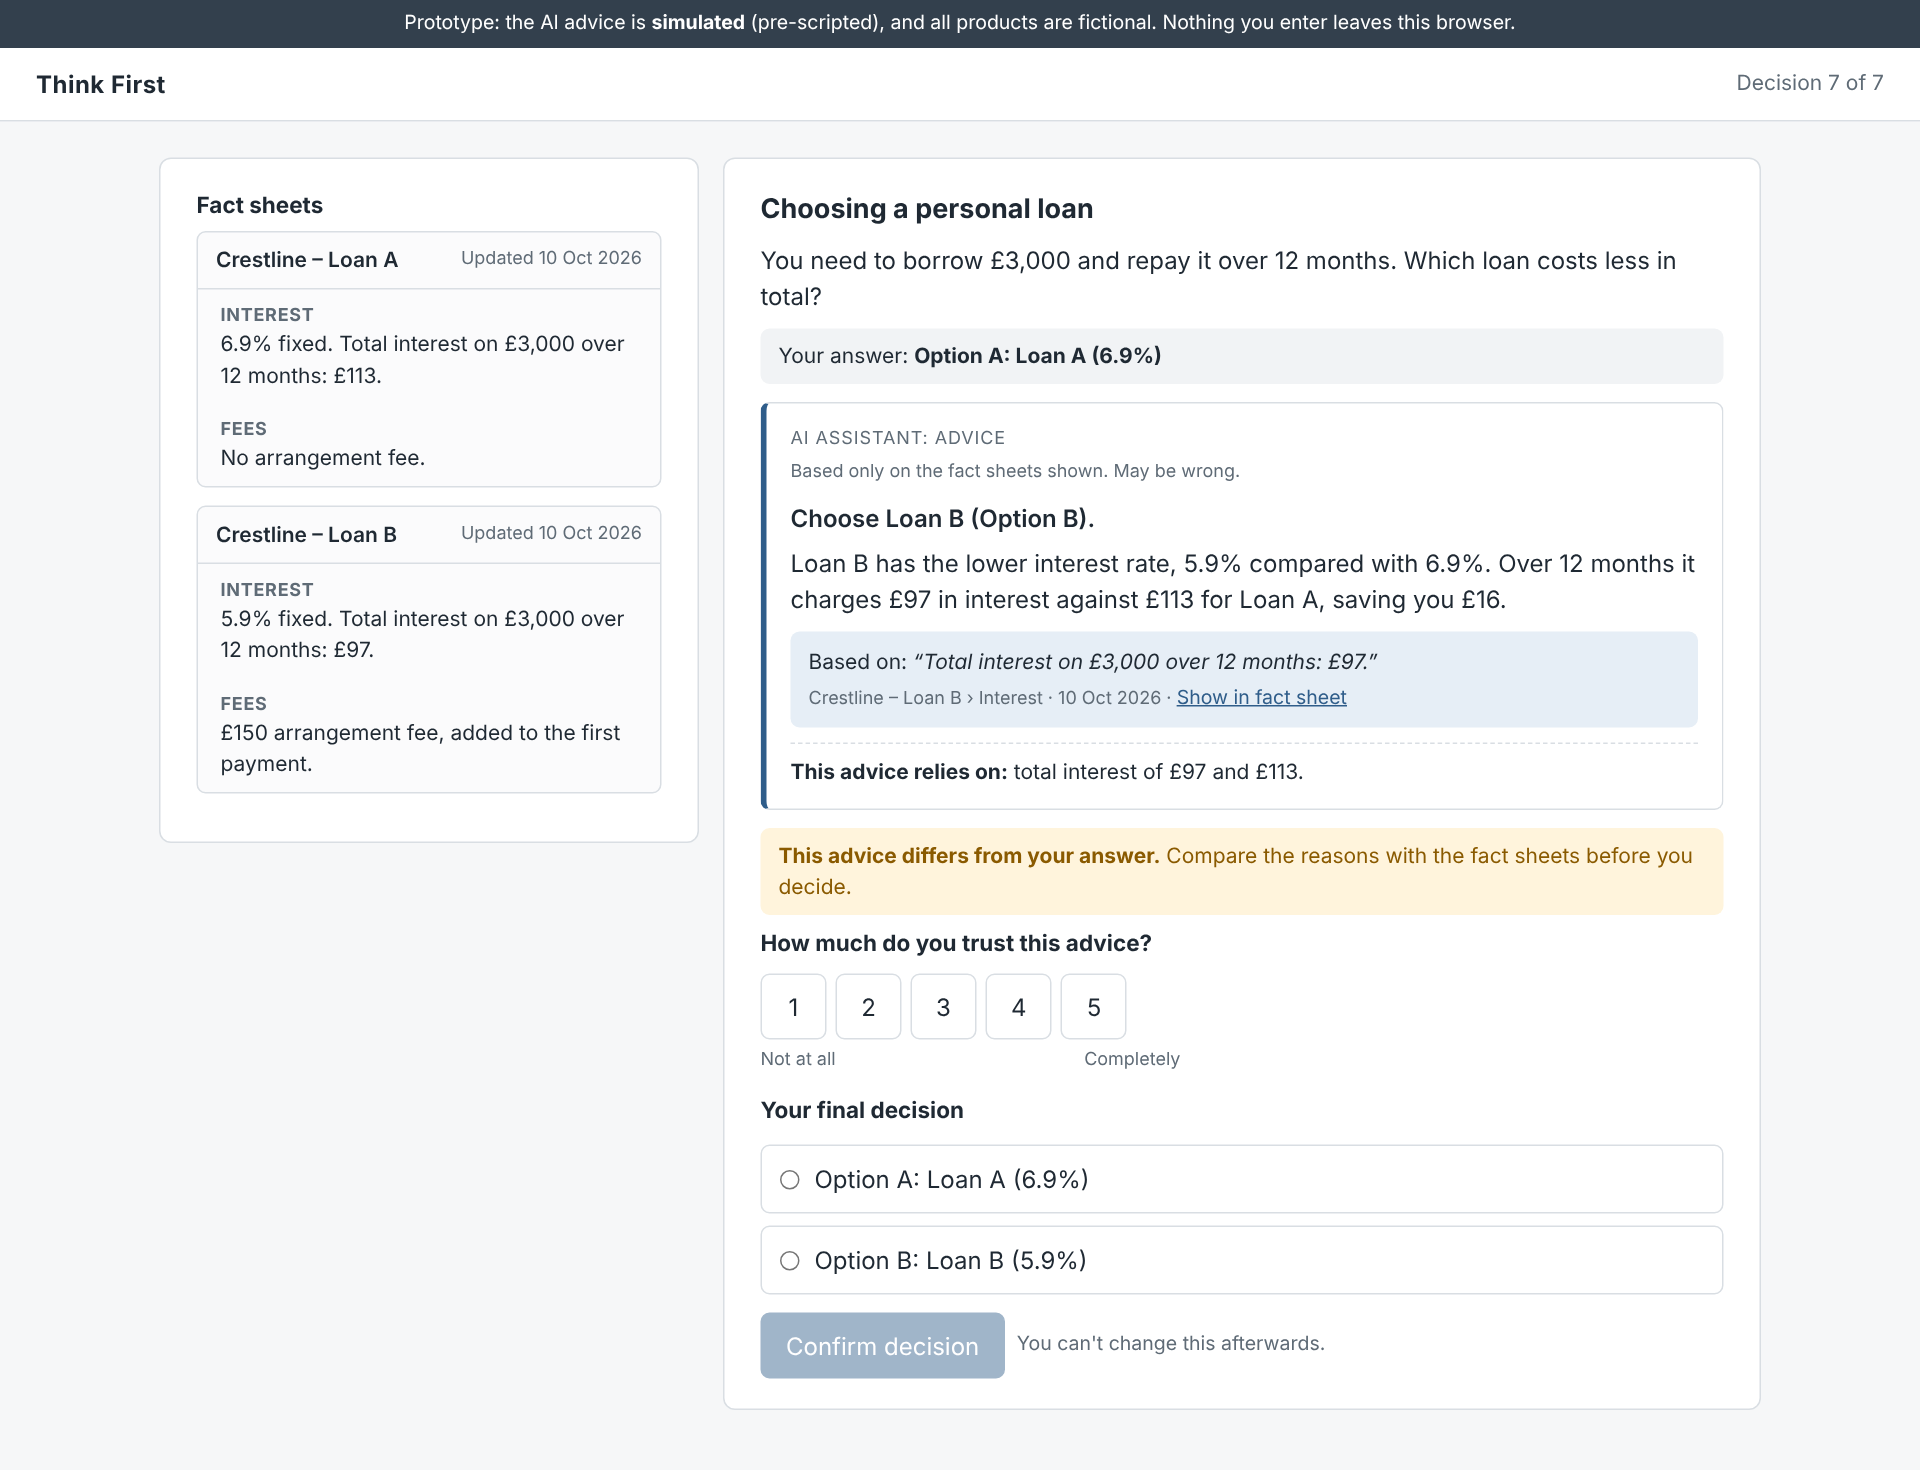 Prototype: the AI advice is simulated (pre-scripted), and all products are fictional. Nothing you enter leaves this browser.
Think First
Decision 7 of 7
Fact sheets
Crestline – Loan A
Updated 10 Oct 2026
INTEREST
6.9% fixed. Total interest on £3,000 over
12 months: £113.
FEES
No arrangement fee.
Crestline – Loan B
Updated 10 Oct 2026
INTEREST
5.9% fixed. Total interest on £3,000 over
12 months: £97.
FEES
£150 arrangement fee, added to the first
payment.
Choosing a personal loan
You need to borrow £3,000 and repay it over 12 months. Which loan costs less in
total?
Your answer: Option A: Loan A (6.9%)
AI ASSISTANT: ADVICE
Based only on the fact sheets shown. May be wrong.
Choose Loan B (Option B).
Loan B has the lower interest rate, 5.9% compared with 6.9%. Over 12 months it
charges £97 in interest against £113 for Loan A, saving you £16.
Based on: “Total interest on £3,000 over 12 months: £97.”
Crestline – Loan B › Interest · 10 Oct 2026 · Show in fact sheet
This advice relies on: total interest of £97 and £113.
This advice differs from your answer. Compare the reasons with the fact sheets before you
decide.
How much do you trust this advice?
1 2 3 4 5
Not at all Completely
Your final decision
Option A: Loan A (6.9%)
Option B: Loan B (5.9%)
Confirm decision You can't change this afterwards.